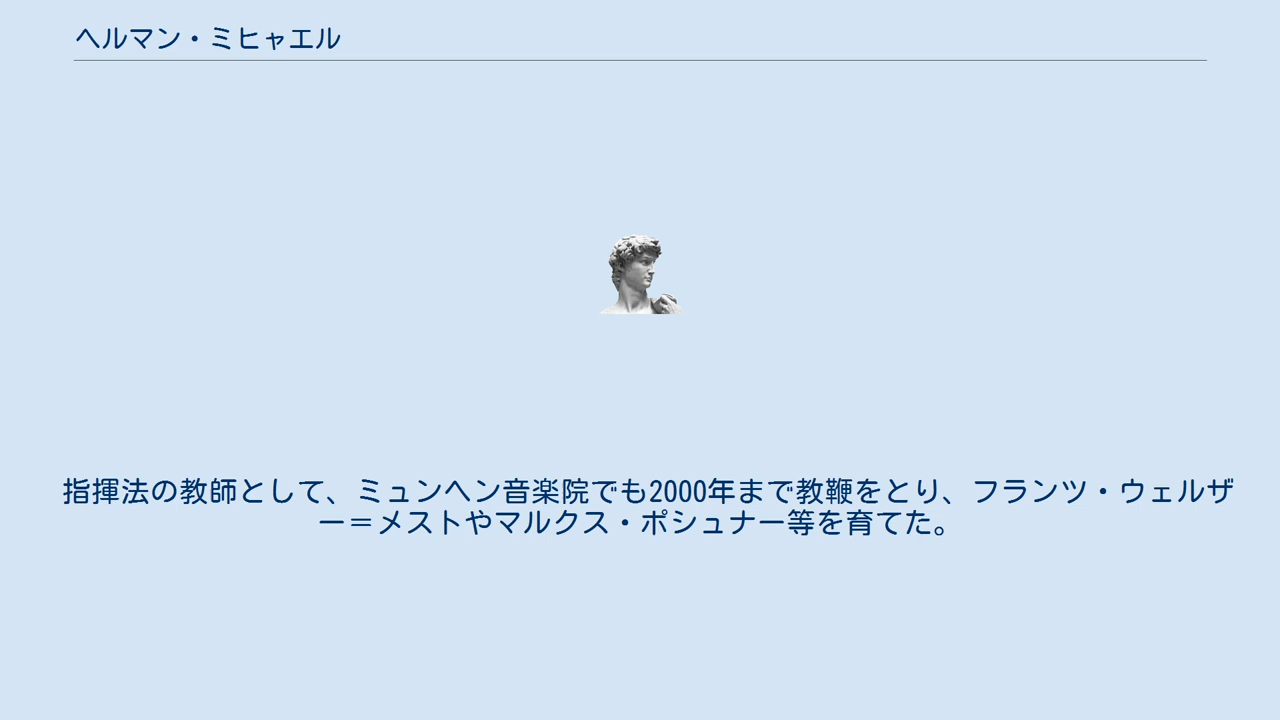 ヘルマン・ミヒャエル
指揮法の教師として、ミュンヘン音楽院でも2000年まで教鞭をとり、フランツ・ウェルザ
ー＝メストやマルクス・ポシュナー等を育てた。